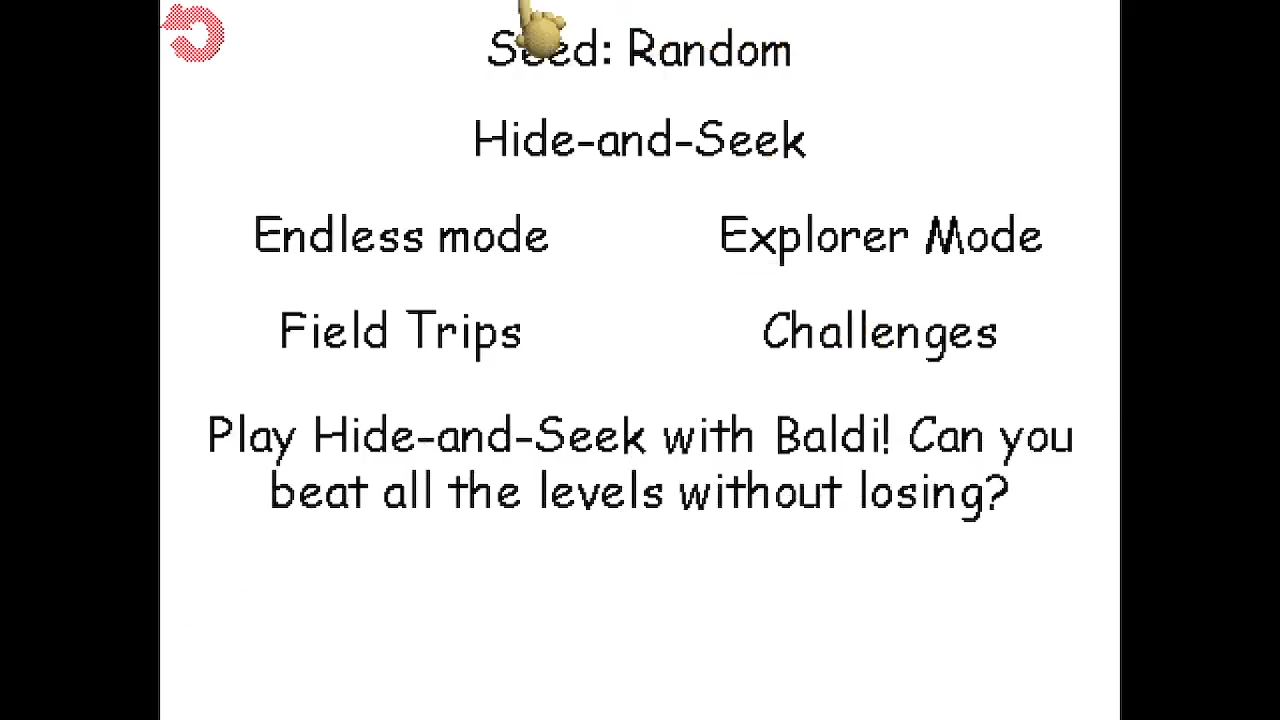 Seed: Random
Hide-and-Seek
Endless mode
Explorer Mode
Field Trips
Challenges
Play Hide-and-Seek with Baldi! Can you
beat all the levels without losing?